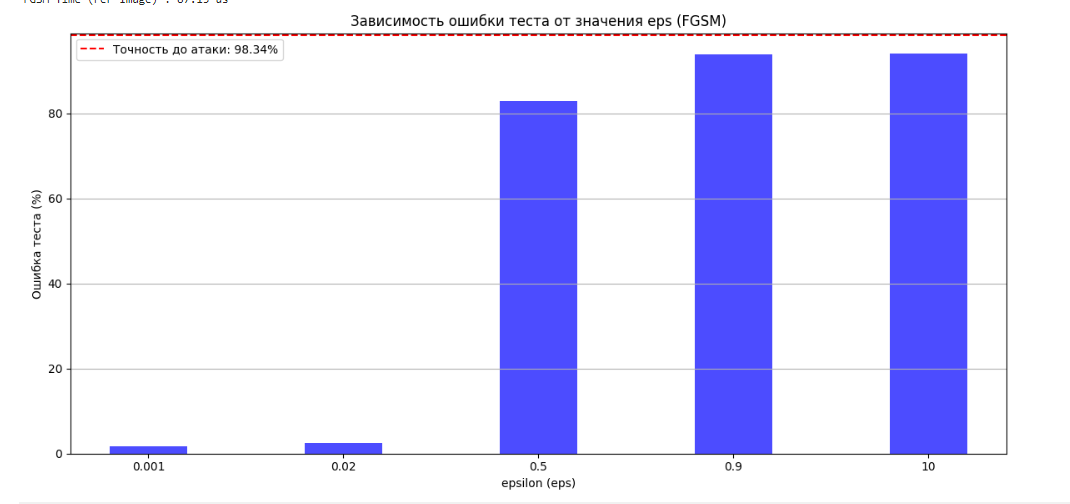 Зависимость ошибки теста от значения eps (FGSM)
Точность до атаки: 98.34%
Ошибка теста (%)
80
60
40
20
0
0.001 0.02 0.5 0.9 10
epsilon (eps)